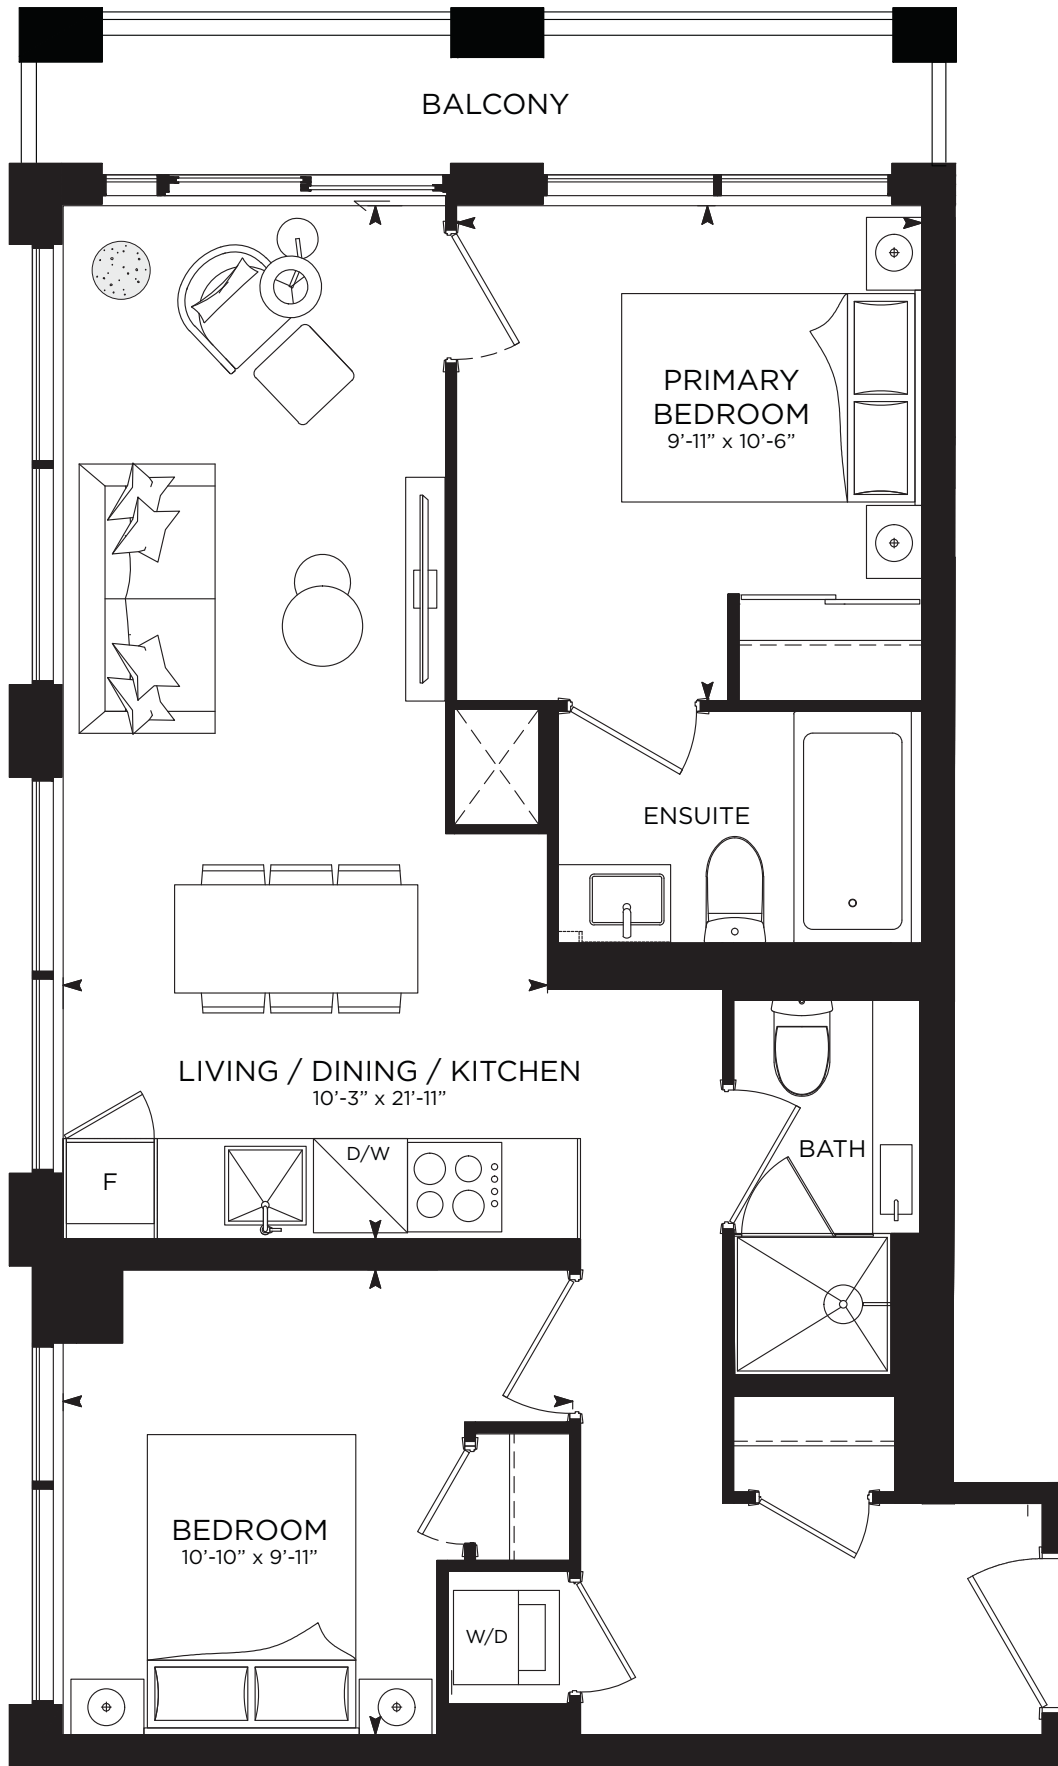 BALCONY
PRIMARY
BEDROOM
9’-11” x 10’-6”
ENSUITE
LIVING / DINING / KITCHEN
10’-3” x 21’-11”
D/W
BATH
F
BEDROOM
10’-10” x 9’-11”
W/D